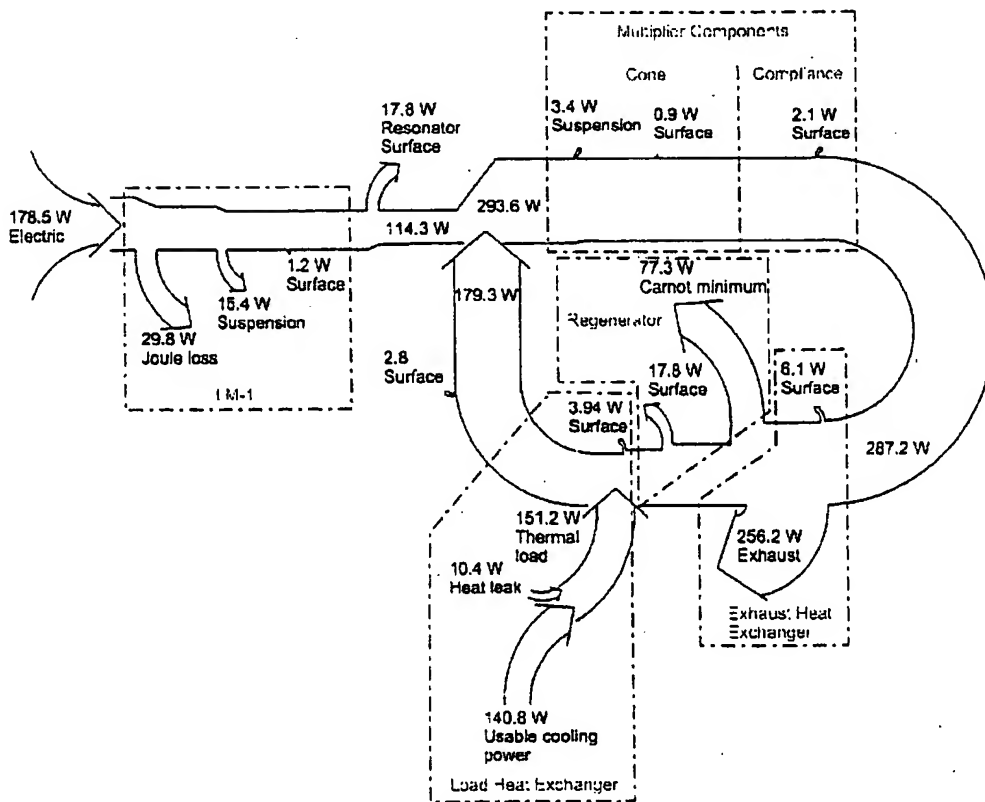 Multiplier Components
Cone
Compliance
17.8 W
Resonator
Surface
3.4 W
Suspension
0.9 W
Surface
2.1 W
Surface
178.5 W
Electric
293.6 W
114.3 W
1.2 W
Surface
15.4 W
Suspension
29.8 W
Joule loss
LM-1
179.3 W
77.3 W
Carnot minimum
Regenerator
2.8
Surface
17.8 W
Surface
6.1 W
Surface
3.94 W
Surface
287.2 W
151.2 W
Thermal
load
256.2 W
Exhaust
10.4 W
Heat leak
Exhaust Heat
Exchanger
140.8 W
Usable cooling
power
Load Heat Exchanger